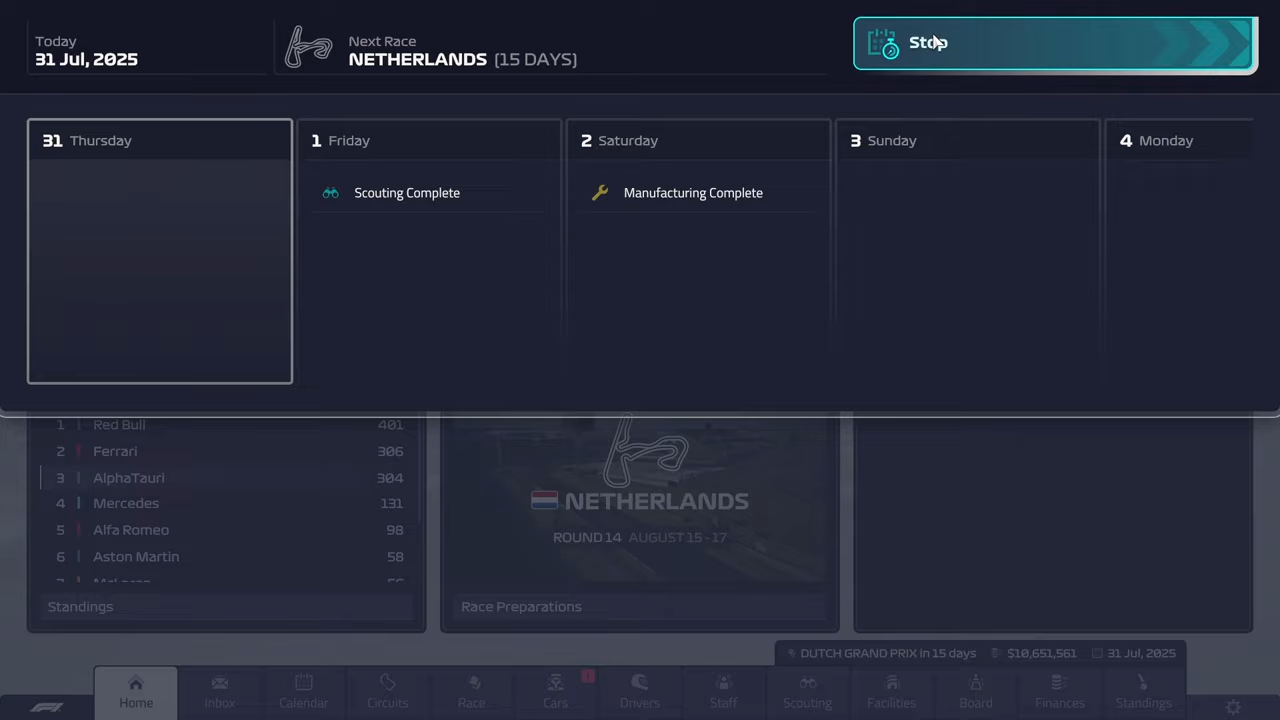 Today
31 Jul, 2025
Next Race
NETHERLANDS (15 DAYS)
Stop
31 Thursday
1 Friday
2 Saturday
3 Sunday
4 Monday
Scouting Complete
Manufacturing Complete
1 Red Bull 401
2 Ferrari 306
3 AlphaTauri 304
4 Mercedes 131
5 Alfa Romeo 98
6 Aston Martin 58
Standings
NETHERLANDS
ROUND 14 AUGUST 15-17
Race Preparations
DUTCH GRAND PRIX in 15 days $10,651,561 31 Jul, 2025
Home
Inbox
Calendar
Circuits
Race
Cars
Drivers
Staff
Scouting
Facilities
Board
Finances
Standings